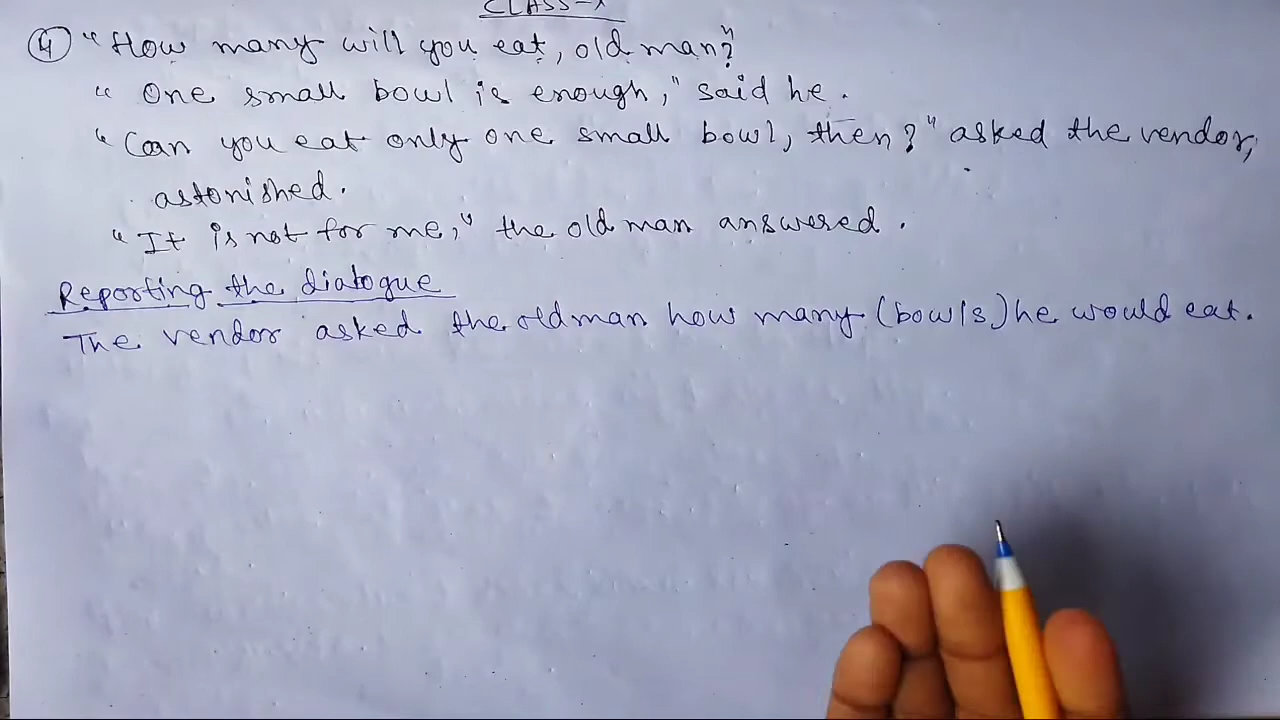 CLASS-X
④ "How many will you eat, old man?"
"One small bowl is enough," said he.
"Can you eat only one small bowl, then?" asked the vendor,
astonished.
"It is not for me," the old man answered.
Reporting the dialogue
The vendor asked the old man how many (bowls) he would eat.